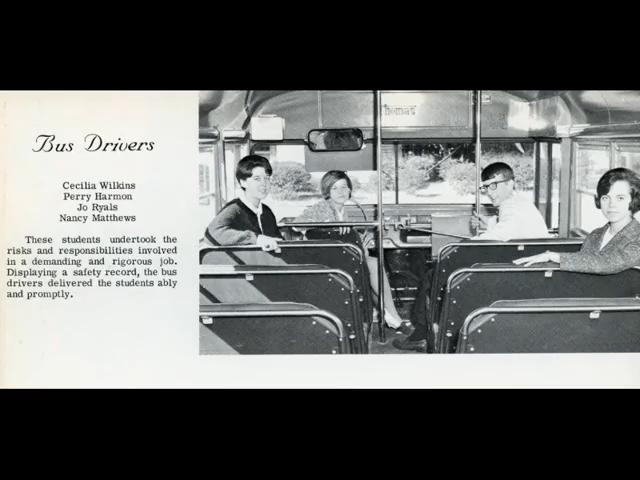 Bus Drivers
Cecilia Wilkins
Perry Harmon
Jo Ryals
Nancy Matthews
These students undertook the
risks and responsibilities involved
in a demanding and rigorous job.
Displaying a safety record, the bus
drivers delivered the students ably
and promptly.
Thomas